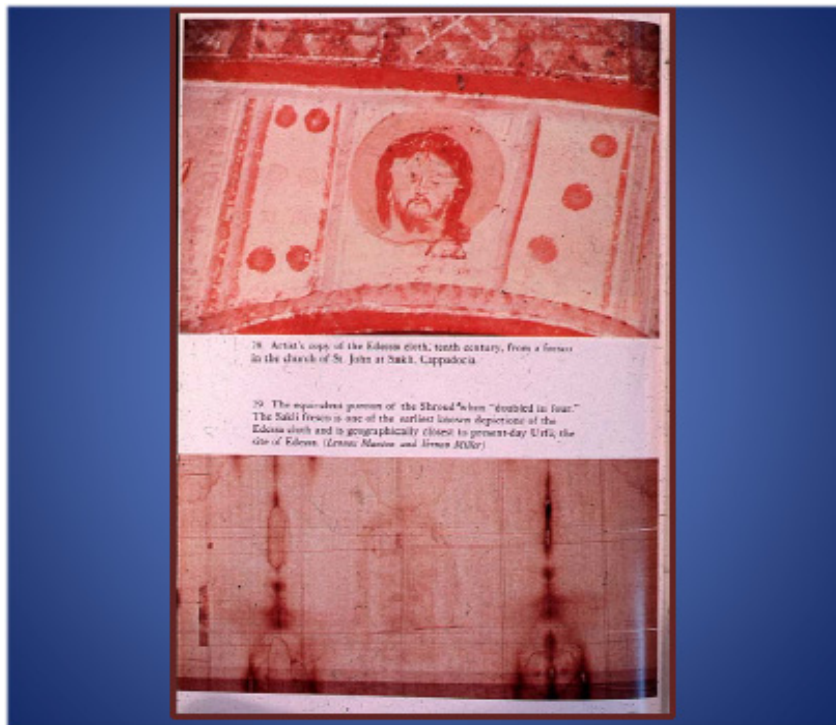 28. Artist's copy of the Edessa cloth, tenth century, from a fresco
in the church of St. John at Sakli, Cappadocia.
29. The equivalent portion of the Shroud when "doubled in four."
The Sakli fresco is one of the earliest known depictions of the
Edessa cloth and is geographically closest to present-day Urfa, the
site of Edessa. (Lennox Manton and Vernon Miller)